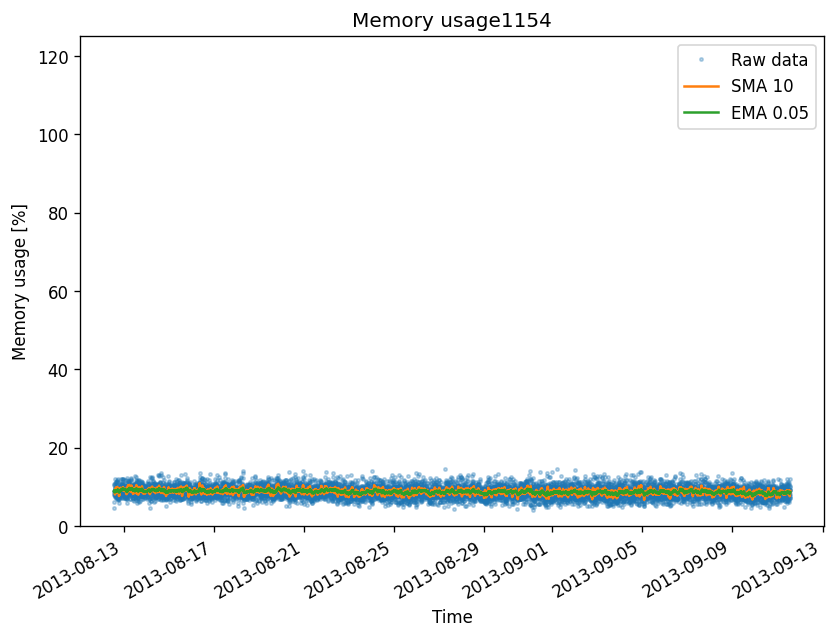 Memory usage1154
Raw data
SMA 10
EMA 0.05
Memory usage [%]
120
100
80
60
40
20
0
2013-08-13
2013-08-17
2013-08-21
2013-08-25
2013-08-29
2013-09-01
2013-09-05
2013-09-09
2013-09-13
Time